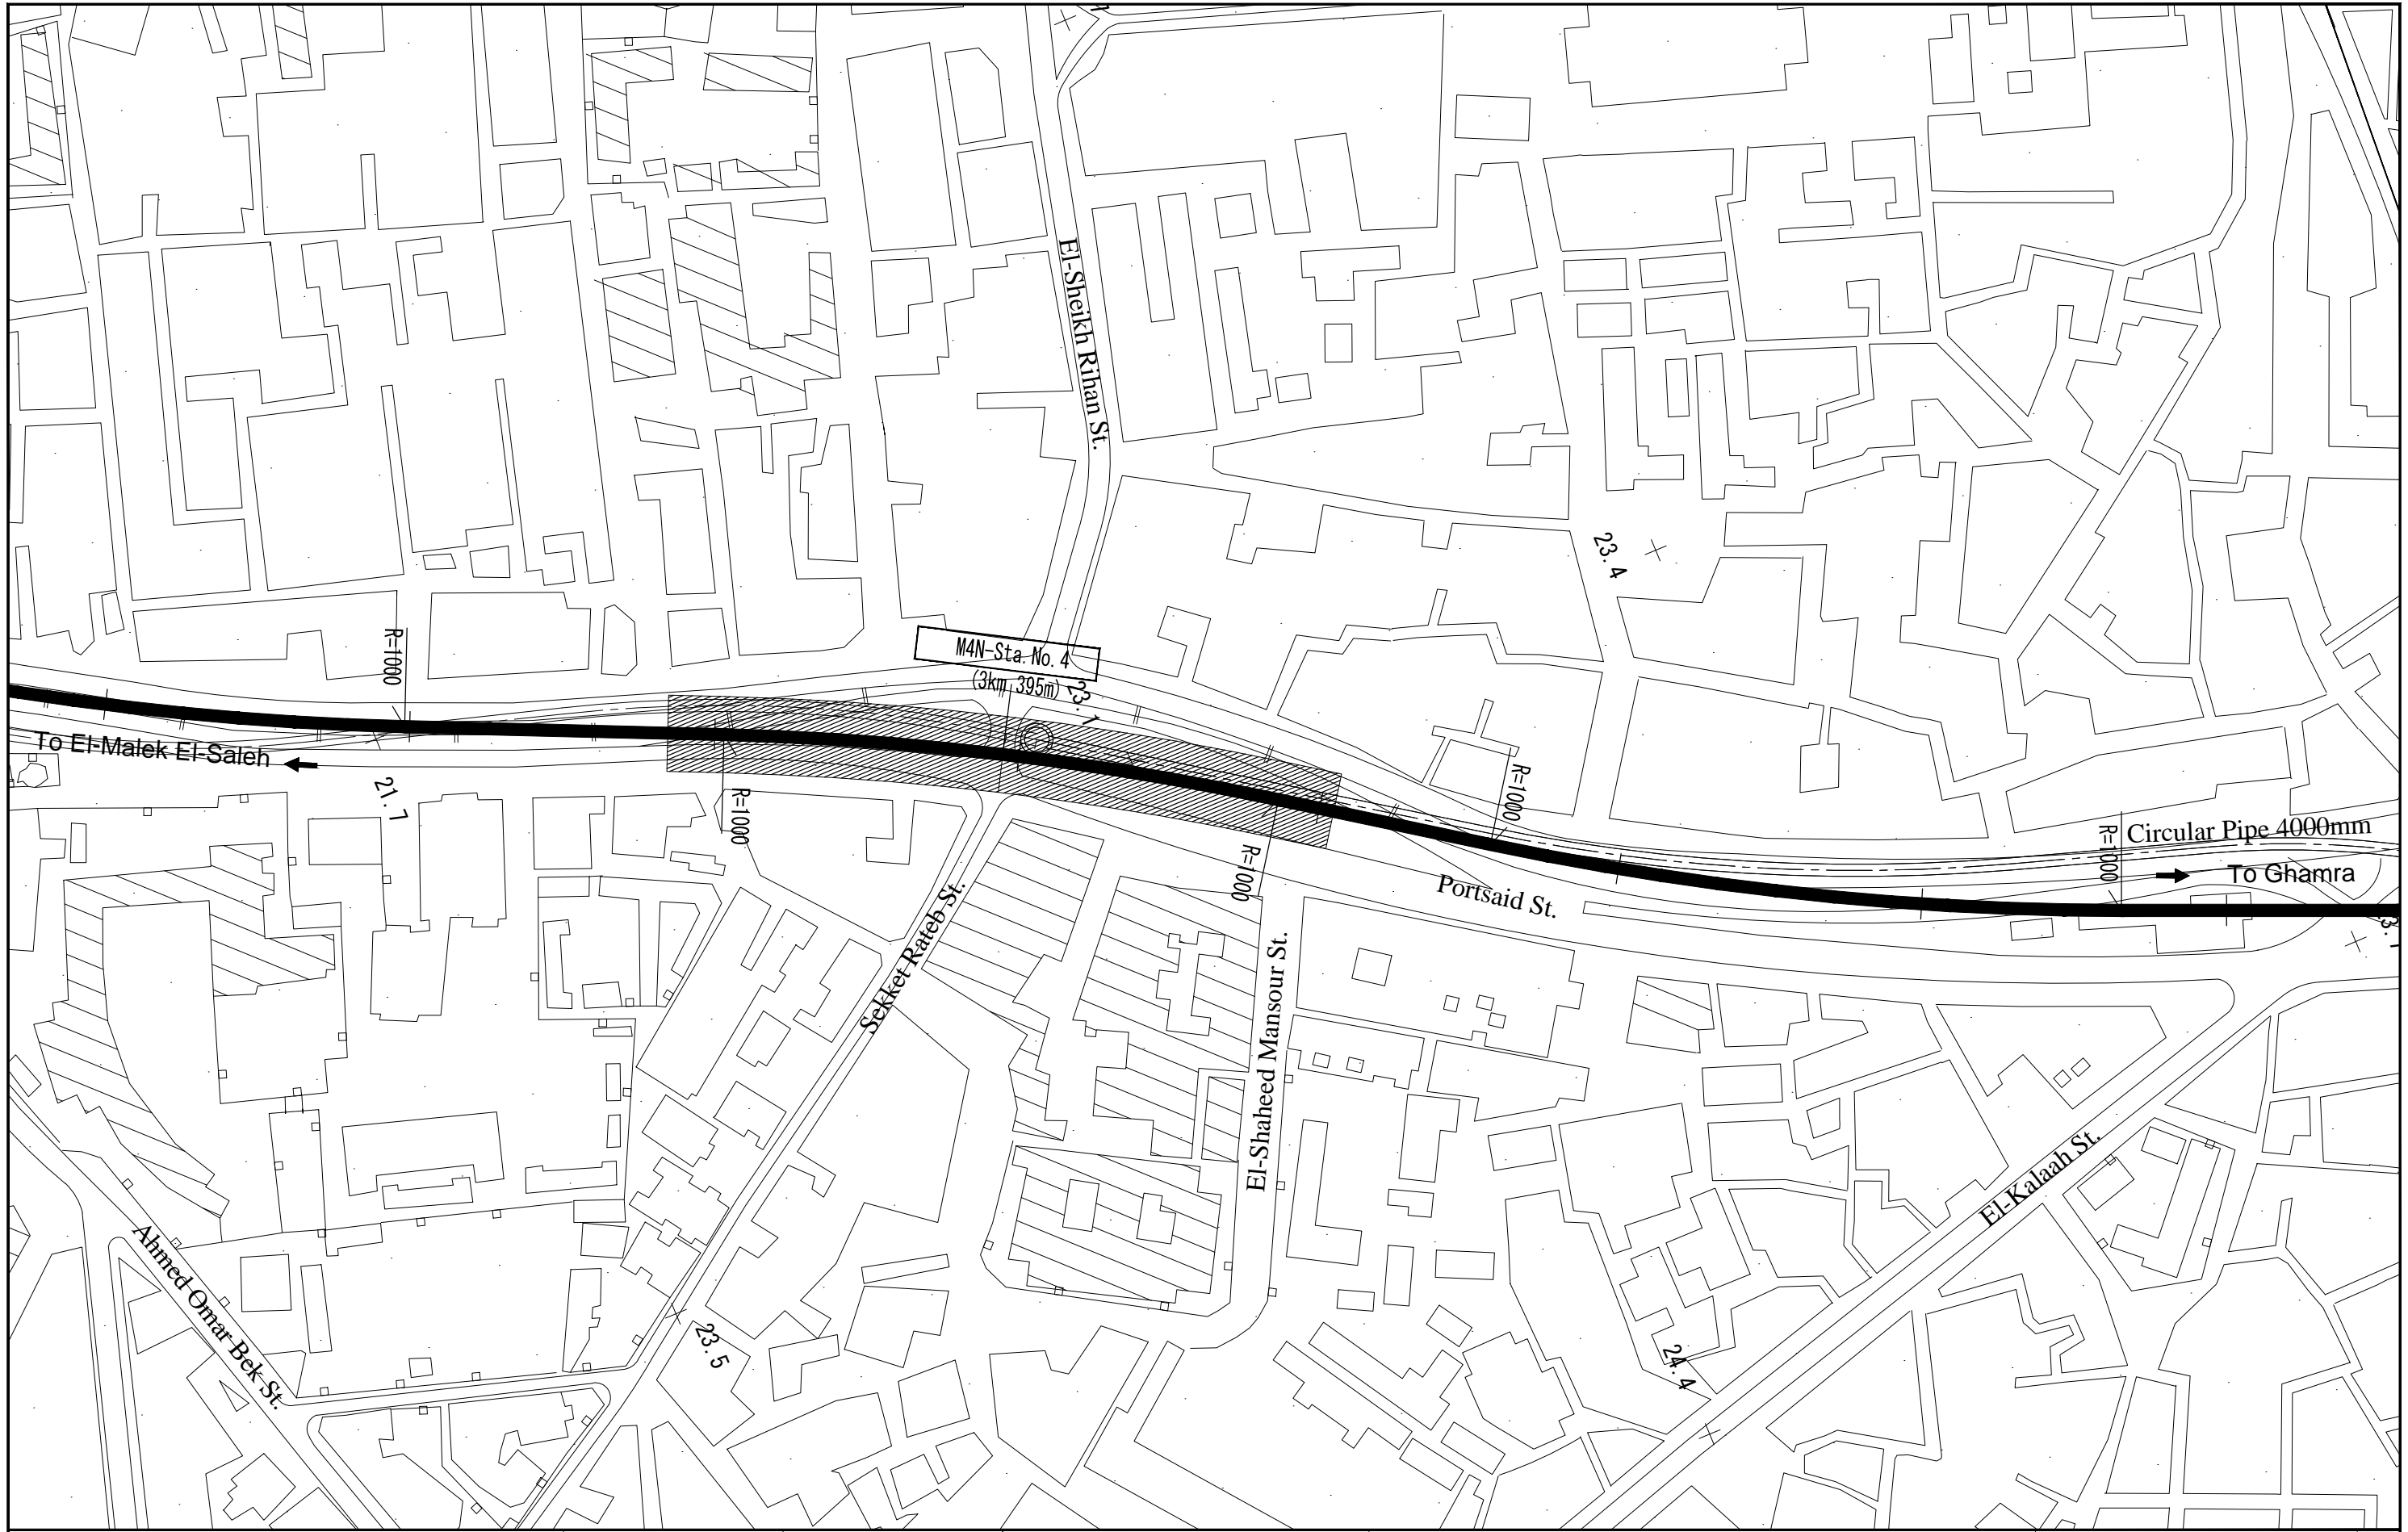 El-Sheikh Rihan St.
23.4
R=1000
M4N-Sta. No. 4
(3km 395m)
23.1
To El-Malek El-Saleh
21.7
R=1000
R=1000
R=1000
Portsaid St.
R=1000
Circular Pipe 4000mm
To Ghamra
Sekket Rateb St.
El-Shaheed Mansour St.
El-Kalaah St.
Ahmed Omar Bek St.
23.5
24.4